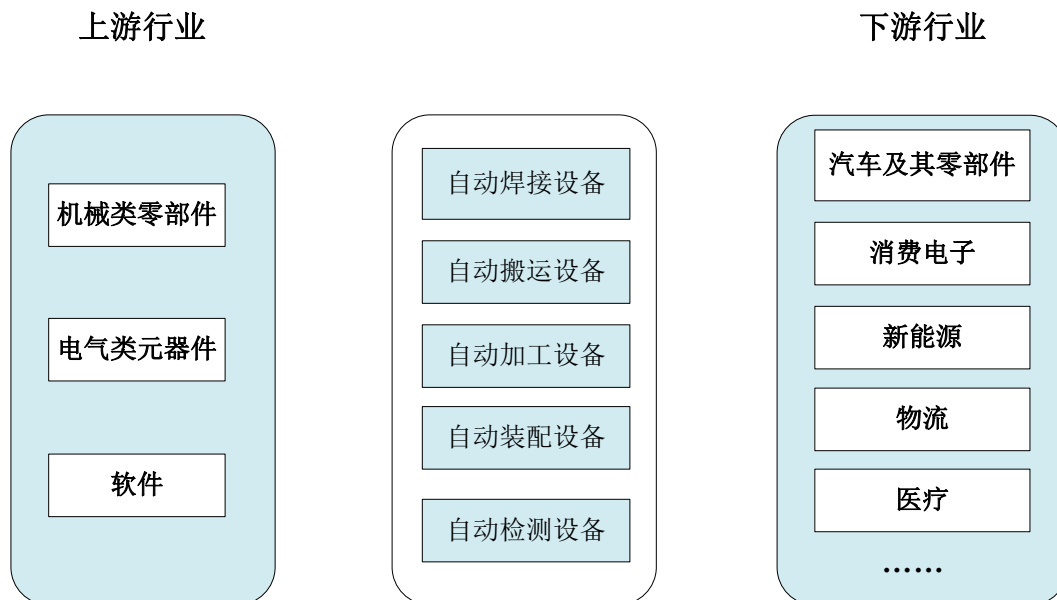 上游行业
下游行业
机械类零部件
电气类元器件
软件
自动焊接设备
自动搬运设备
自动加工设备
自动装配设备
自动检测设备
汽车及其零部件
消费电子
新能源
物流
医疗
……